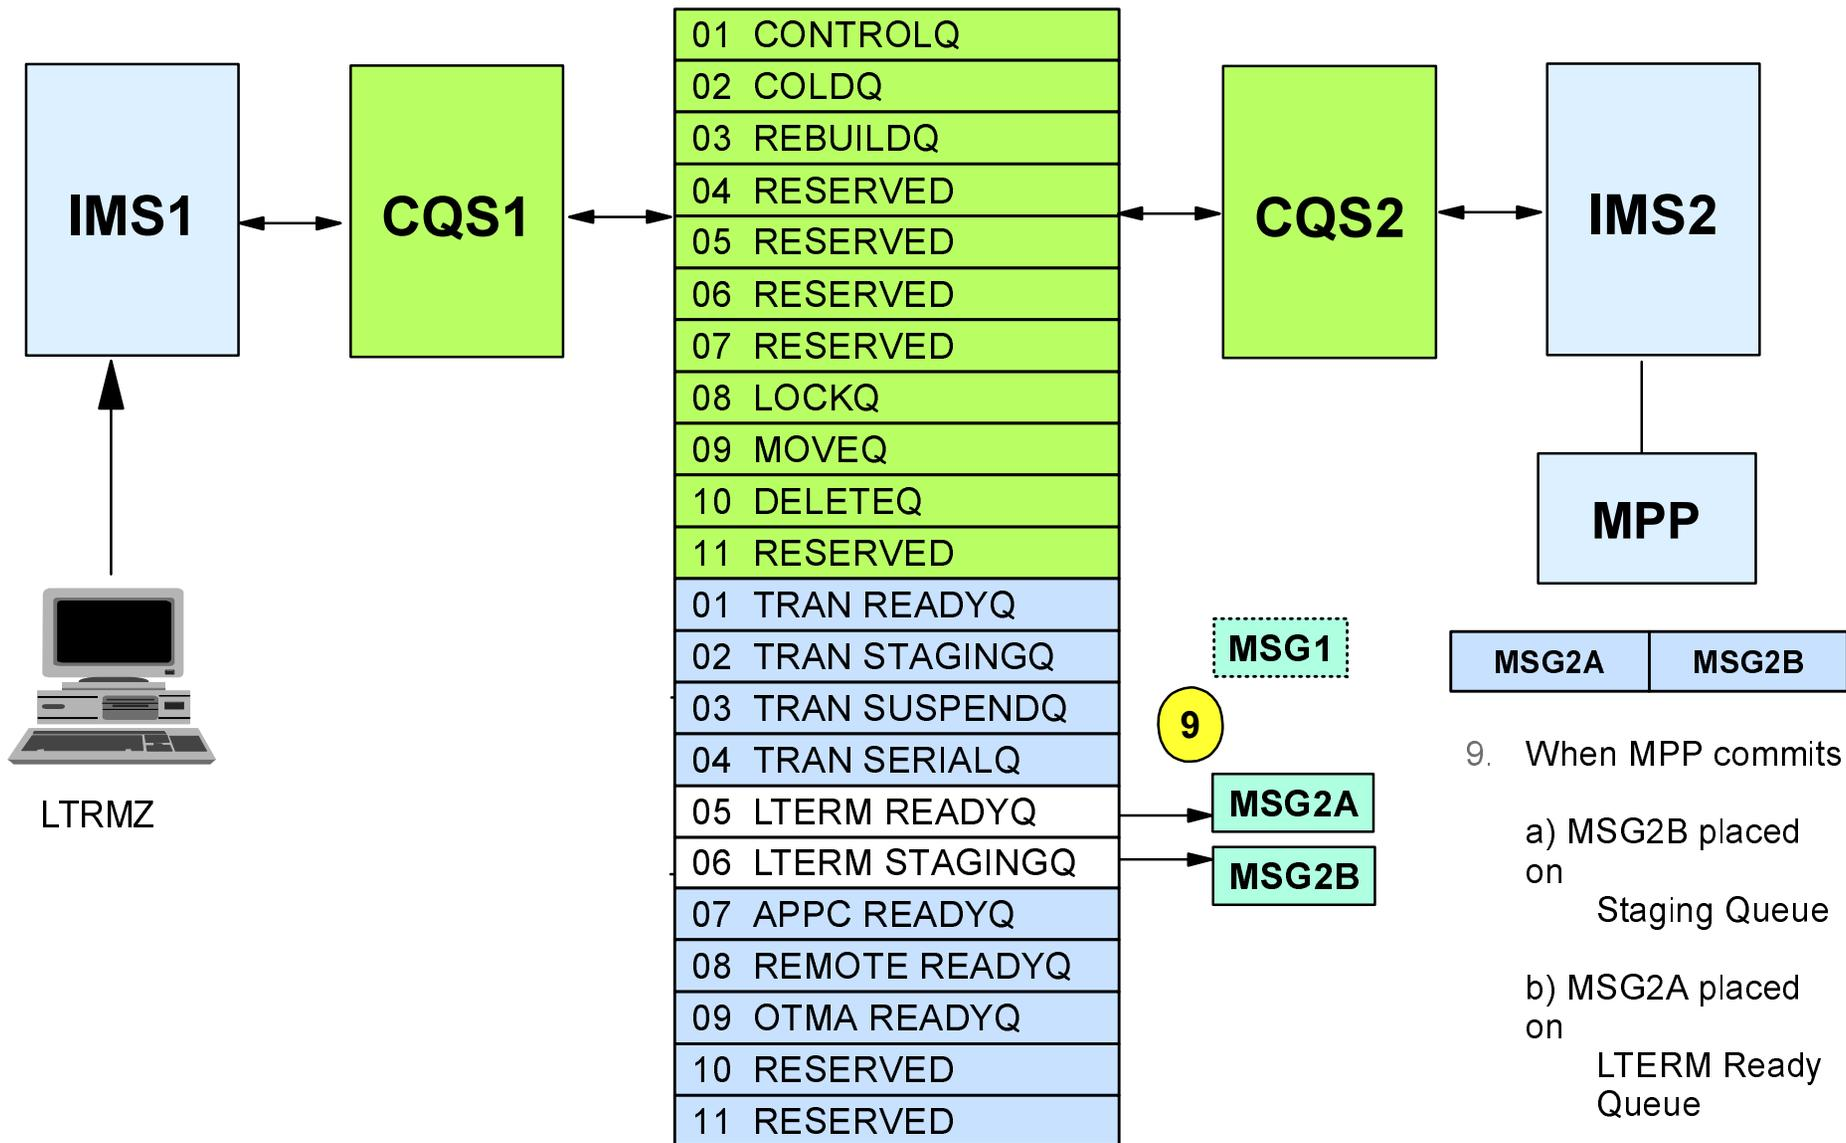 IMS1
CQS1
01 CONTROLQ
02 COLDQ
03 REBUILDQ
04 RESERVED
05 RESERVED
06 RESERVED
07 RESERVED
08 LOCKQ
09 MOVEQ
10 DELETEQ
11 RESERVED
01 TRAN READYQ
02 TRAN STAGINGQ
03 TRAN SUSPENDQ
04 TRAN SERIALQ
05 LTERM READYQ
06 LTERM STAGINGQ
07 APPC READYQ
08 REMOTE READYQ
09 OTMA READYQ
10 RESERVED
11 RESERVED
CQS2
IMS2
MPP
LTRMZ
MSG1
9
MSG2A
MSG2B
MSG2A MSG2B
9. When MPP commits
a) MSG2B placed
on
Staging Queue
b) MSG2A placed
on
LTERM Ready
Queue